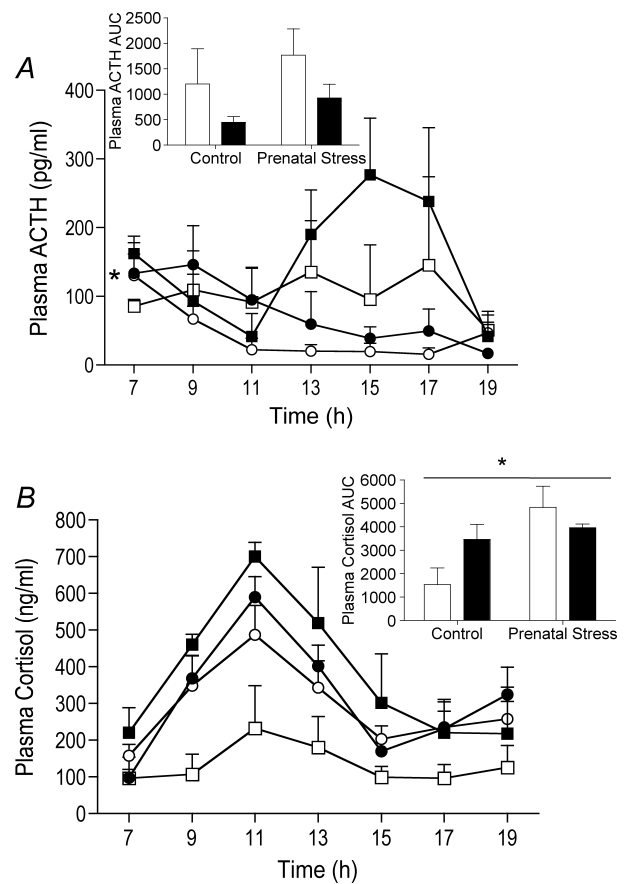 A
Plasma ACTH AUC
2500
2000
1500
1000
500
0
Control Prenatal Stress
Plasma ACTH (pg/ml)
400
300
200
100
0
*
7 9 11 13 15 17 19
Time (h)
B
Plasma Cortisol AUC
6000
5000
4000
3000
2000
1000
0
*
Control Prenatal Stress
Plasma Cortisol (ng/ml)
800
700
600
500
400
300
200
100
0
7 9 11 13 15 17 19
Time (h)